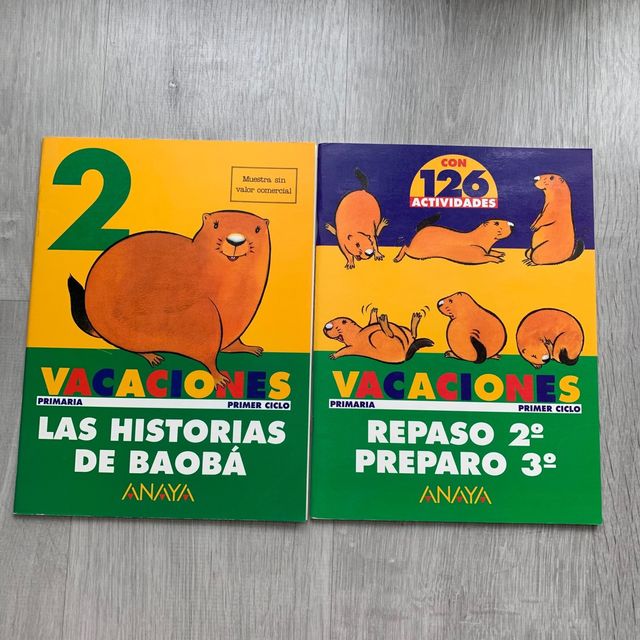 2
Muestra sin
valor comercial
VACACIONES
PRIMARIA PRIMER CICLO
LAS HISTORIAS
DE BAOBÁ
ANAYA
CON
126
ACTIVIDADES
VACACIONES
PRIMARIA PRIMER CICLO
REPASO 2º
PREPARO 3º
ANAYA